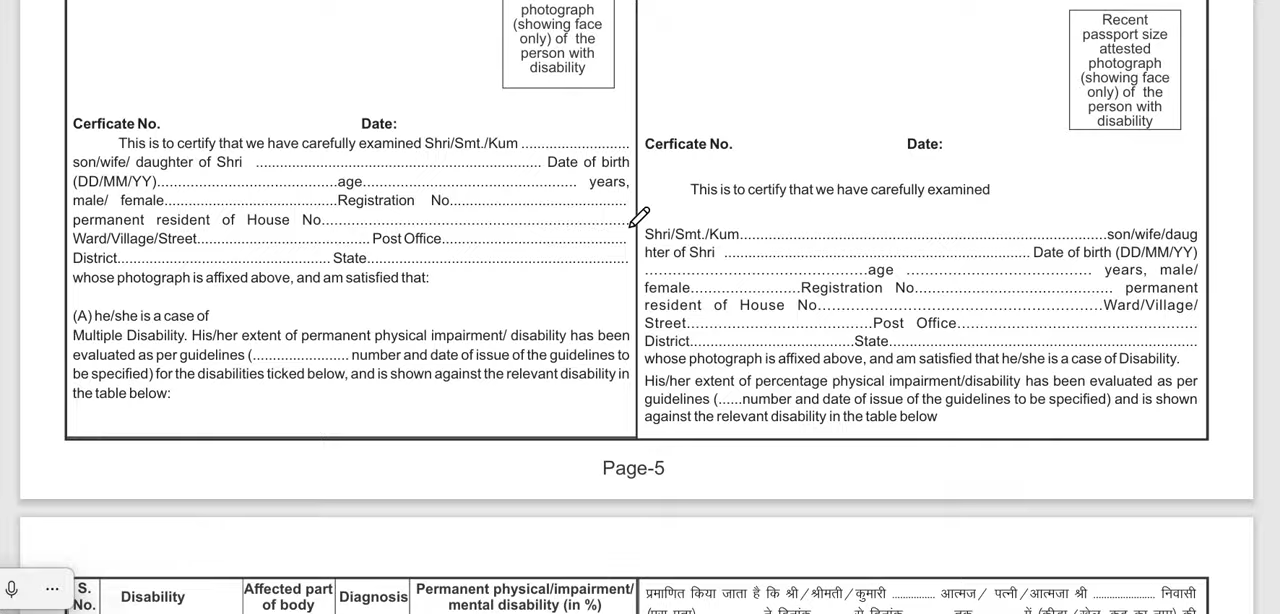 photograph
(showing face
only) of the
person with
disability
Cerficate No. Date:
This is to certify that we have carefully examined Shri/Smt./Kum ...........................
son/wife/ daughter of Shri ....................................................................... Date of birth
(DD/MM/YY).............................................age...................................................... years,
male/ female...........................................Registration No............................................
permanent resident of House No.............................................................................
Ward/Village/Street........................................... Post Office..............................................
District..................................................... State.................................................................
whose photograph is affixed above, and am satisfied that:
(A) he/she is a case of
Multiple Disability. His/her extent of permanent physical impairment/ disability has been
evaluated as per guidelines (........................ number and date of issue of the guidelines to
be specified) for the disabilities ticked below, and is shown against the relevant disability in
the table below:
Recent
passport size
attested
photograph
(showing face
only) of the
person with
disability
Cerficate No. Date:
This is to certify that we have carefully examined
Shri/Smt./Kum............................................................................................son/wife/daug
hter of Shri ............................................................................ Date of birth (DD/MM/YY)
........................................................age .............................................. years, male/
female........................Registration No............................................... permanent
resident of House No...............................................................Ward/Village/
Street..............................................Post Office............................................................
District.........................................State.............................................................................
whose photograph is affixed above, and am satisfied that he/she is a case of Disability.
His/her extent of percentage physical impairment/disability has been evaluated as per
guidelines (......number and date of issue of the guidelines to be specified) and is shown
against the relevant disability in the table below
Page-5
S.
No.
Disability
Affected part
of body
Diagnosis
Permanent physical/impairment/
mental disability (in %)
प्रमाणित किया जाता है कि श्री/श्रीमती/कुमारी ............... आत्मज/ पत्नी/आत्मजा श्री ..................... निवासी